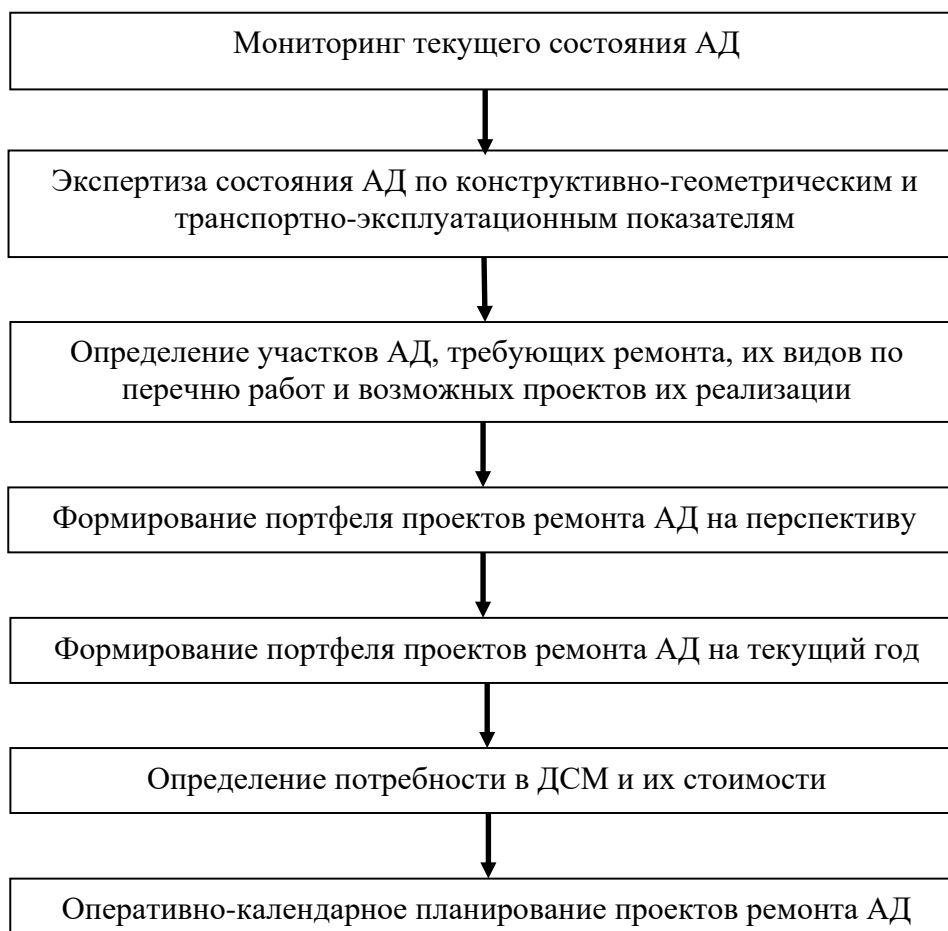 Мониторинг текущего состояния АД
Экспертиза состояния АД по конструктивно-геометрическим и
транспортно-эксплуатационным показателям
Определение участков АД, требующих ремонта, их видов по
перечню работ и возможных проектов их реализации
Формирование портфеля проектов ремонта АД на перспективу
Формирование портфеля проектов ремонта АД на текущий год
Определение потребности в ДСМ и их стоимости
Оперативно-календарное планирование проектов ремонта АД